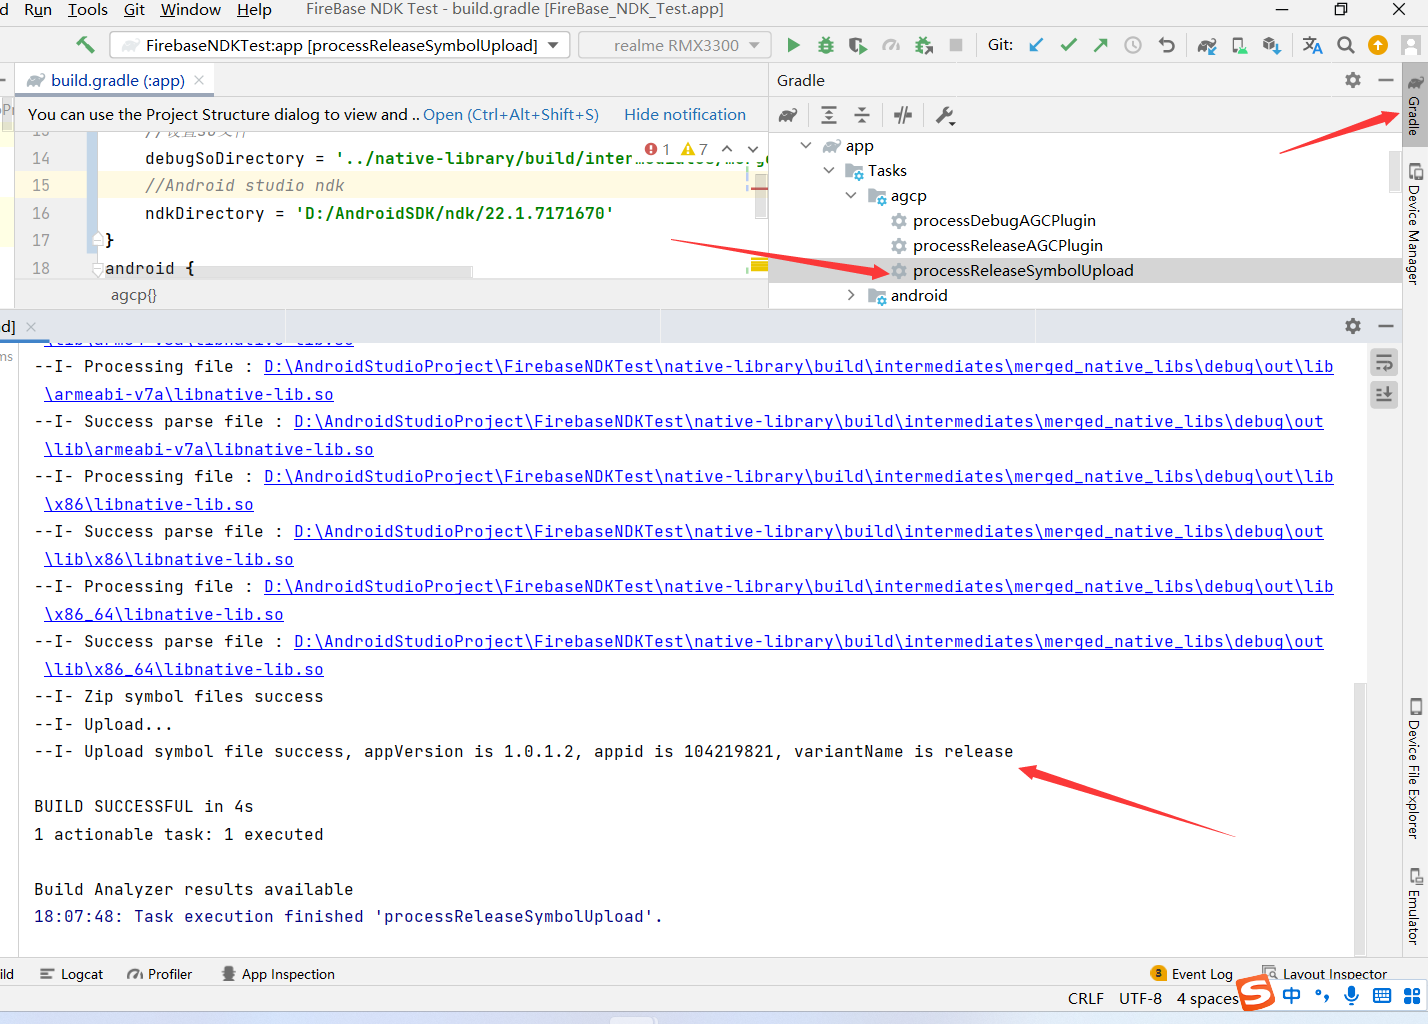 d Run Tools Git Window Help FireBase NDK Test - build.gradle [FireBase_NDK_Test.app]
FirebaseNDKTest:app [processReleaseSymbolUpload] realme RMX3300 Git:
build.gradle (:app)
Gradle
You can use the Project Structure dialog to view and .. Open (Ctrl+Alt+Shift+S) Hide notification
14 debugSoDirectory = '../native-library/build/intermediates/merge
1 7
15 //Android studio ndk
16 ndkDirectory = 'D:/AndroidSDK/ndk/22.1.7171670'
17 }
18 android {
agcp{}
app
Tasks
agcp
processDebugAGCPlugin
processReleaseAGCPlugin
processReleaseSymbolUpload
android
Gradle
Device Manager
d]
ms
--I- Processing file : D:\AndroidStudioProject\FirebaseNDKTest\native-library\build\intermediates\merged_native_libs\debug\out\lib
\armeabi-v7a\libnative-lib.so
--I- Success parse file : D:\AndroidStudioProject\FirebaseNDKTest\native-library\build\intermediates\merged_native_libs\debug\out
\lib\armeabi-v7a\libnative-lib.so
--I- Processing file : D:\AndroidStudioProject\FirebaseNDKTest\native-library\build\intermediates\merged_native_libs\debug\out\lib
\x86\libnative-lib.so
--I- Success parse file : D:\AndroidStudioProject\FirebaseNDKTest\native-library\build\intermediates\merged_native_libs\debug\out
\lib\x86\libnative-lib.so
--I- Processing file : D:\AndroidStudioProject\FirebaseNDKTest\native-library\build\intermediates\merged_native_libs\debug\out\lib
\x86_64\libnative-lib.so
--I- Success parse file : D:\AndroidStudioProject\FirebaseNDKTest\native-library\build\intermediates\merged_native_libs\debug\out
\lib\x86_64\libnative-lib.so
--I- Zip symbol files success
--I- Upload...
--I- Upload symbol file success, appVersion is 1.0.1.2, appid is 104219821, variantName is release
BUILD SUCCESSFUL in 4s
1 actionable task: 1 executed
Build Analyzer results available
18:07:48: Task execution finished 'processReleaseSymbolUpload'.
Device File Explorer
Emulator
ild Logcat Profiler App Inspection 3 Event Log Layout Inspector
CRLF UTF-8 4 spaces S 中